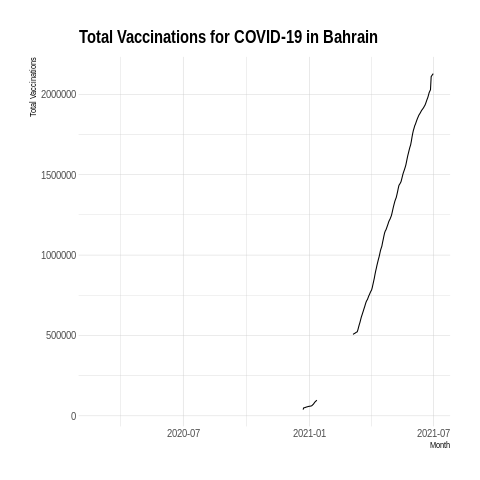 Total Vaccinations for COVID-19 in Bahrain
Total Vaccinations
2000000
1500000
1000000
500000
0
2020-07
2021-01
2021-07
Month